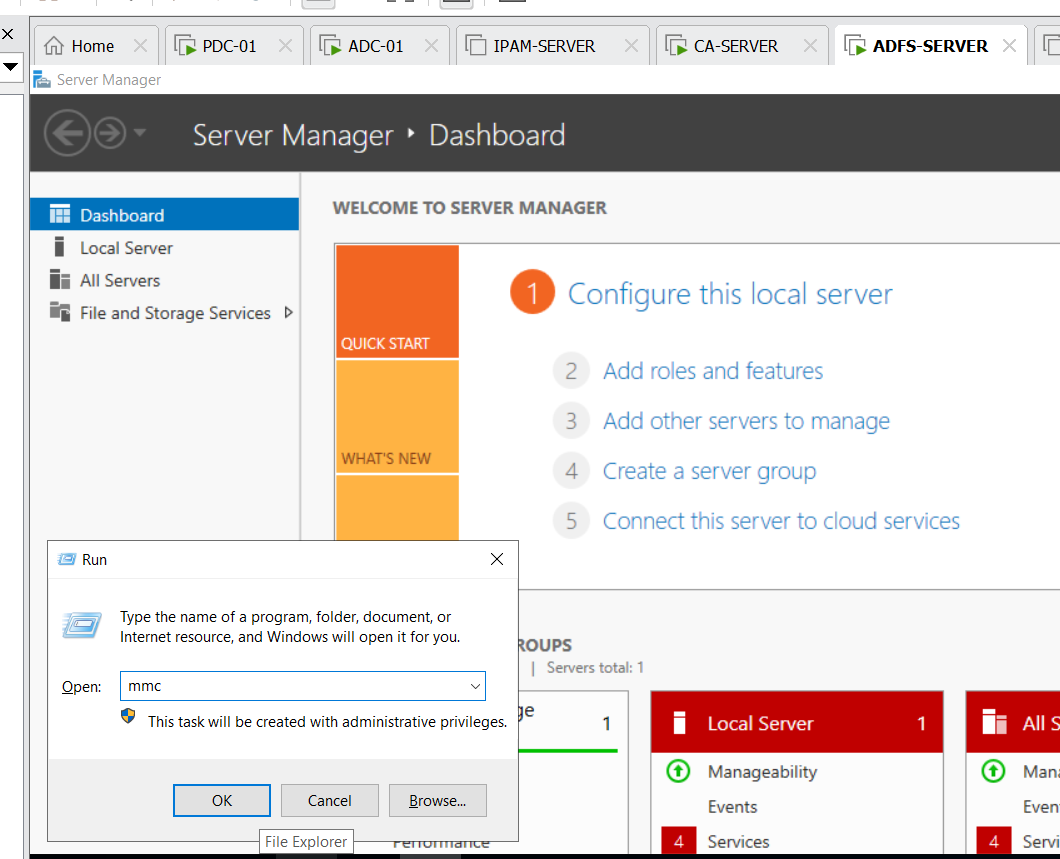 Home
PDC-01
ADC-01
IPAM-SERVER
CA-SERVER
ADFS-SERVER
Server Manager
Server Manager ‣ Dashboard
Dashboard
Local Server
All Servers
File and Storage Services
WELCOME TO SERVER MANAGER
QUICK START
WHAT'S NEW
1 Configure this local server
2 Add roles and features
3 Add other servers to manage
4 Create a server group
5 Connect this server to cloud services
Run
Type the name of a program, folder, document, or
Internet resource, and Windows will open it for you.
Open: mmc
This task will be created with administrative privileges.
OK Cancel Browse...
File Explorer
| Servers total: 1
1
Local Server 1
Manageability
Events
4 Services
Performance
All S
4